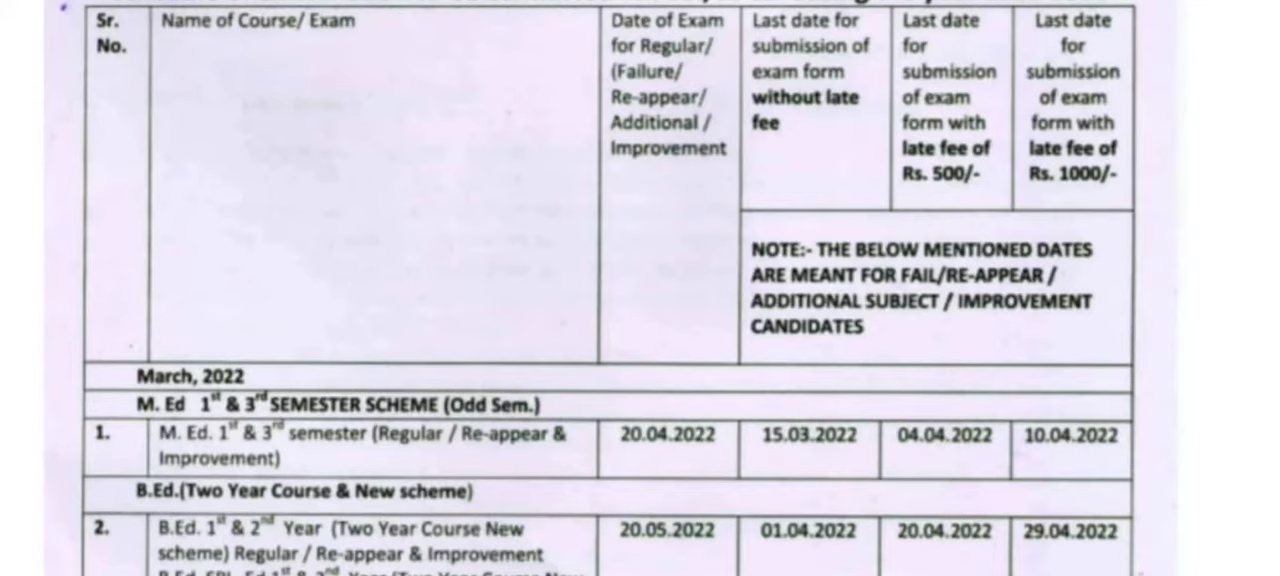 Sr. No.
Name of Course/ Exam
Date of Exam for Regular/ (Failure/ Re-appear/ Additional / Improvement
Last date for submission of exam form without late fee
Last date for submission of exam form with late fee of Rs. 500/-
Last date for submission of exam form with late fee of Rs. 1000/-
NOTE:- THE BELOW MENTIONED DATES
ARE MEANT FOR FAIL/RE-APPEAR /
ADDITIONAL SUBJECT / IMPROVEMENT
CANDIDATES
March, 2022
M. Ed 1st & 3rd SEMESTER SCHEME (Odd Sem.)
1. M. Ed. 1st & 3rd semester (Regular / Re-appear & 20.04.2022 15.03.2022 04.04.2022 10.04.2022
Improvement)
B.Ed.(Two Year Course & New scheme)
2. B.Ed. 1st & 2nd Year (Two Year Course New 20.05.2022 01.04.2022 20.04.2022 29.04.2022
scheme) Regular / Re-appear & Improvement